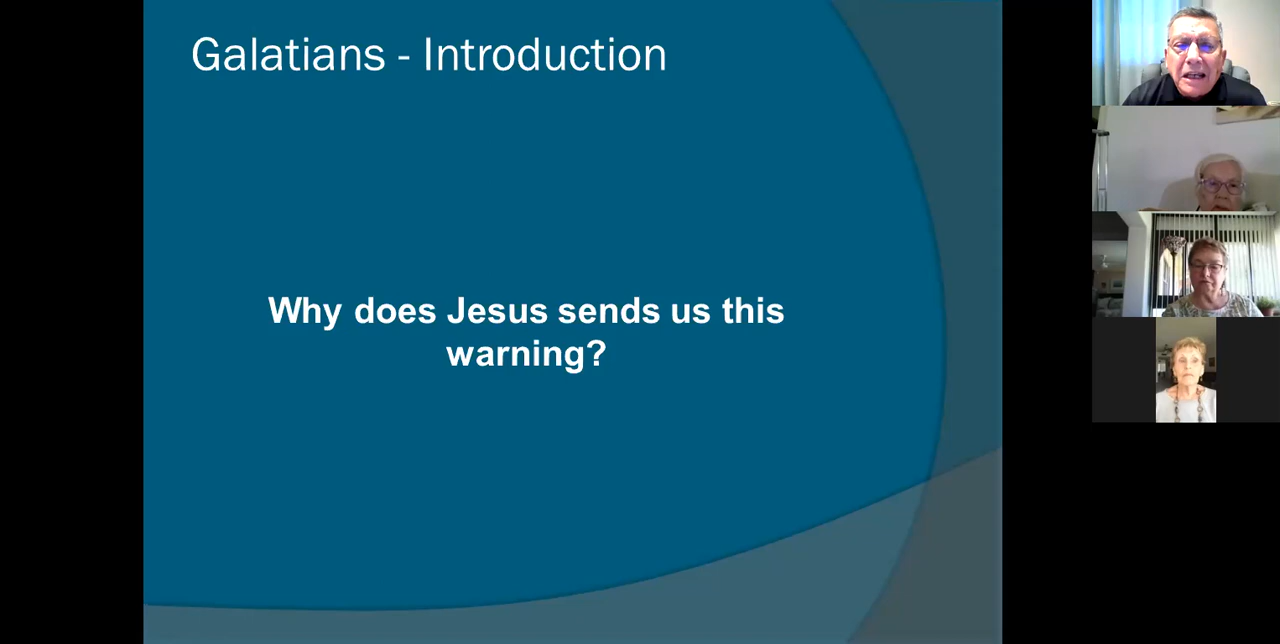 Galatians - Introduction
Why does Jesus sends us this
warning?